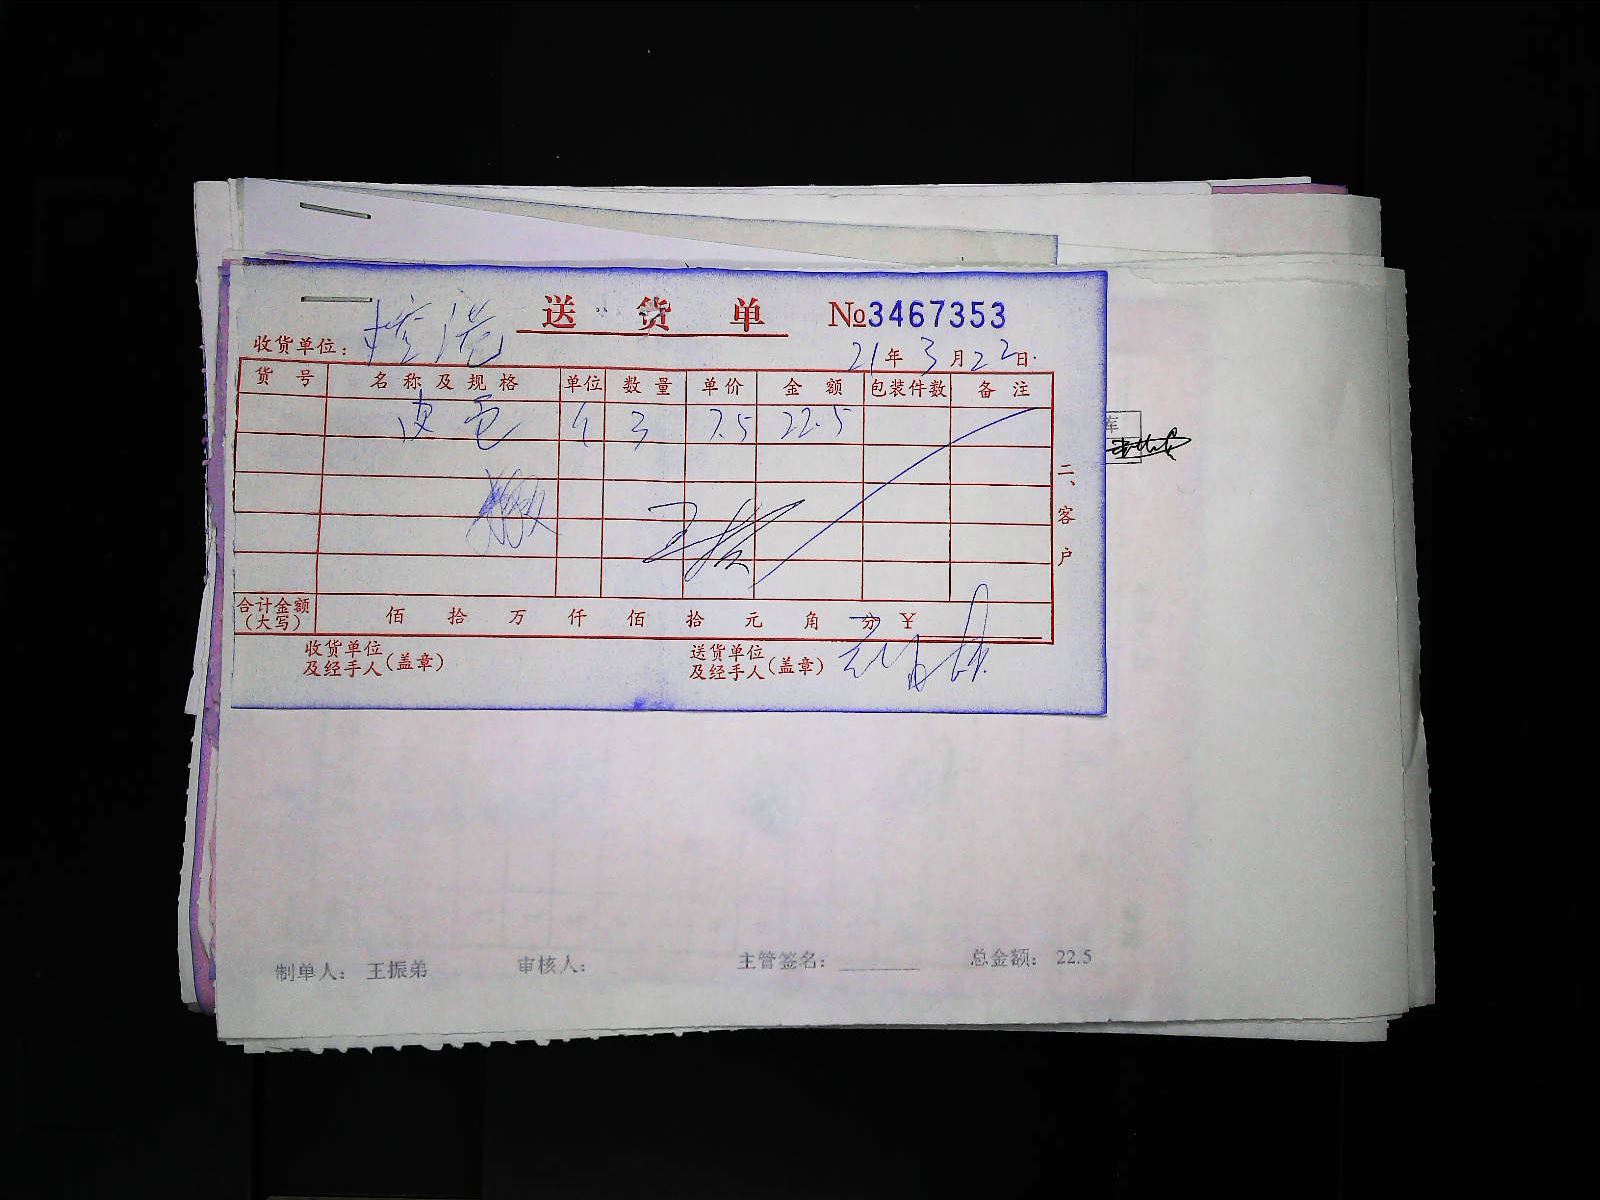 送货单 №3467353
收货单位：
21年3月22日
货号 名称及规格 单位 数量 单价 金额 包装件数 备注
个 3 7.5 22.5
二、客户
合计金额（大写） 佰 拾 万 仟 佰 拾 元 角 分 ￥
收货单位及经手人（盖章） 送货单位及经手人（盖章）
库
制单人： 王振弟 审核人： 主管签名： 总金额： 22.5